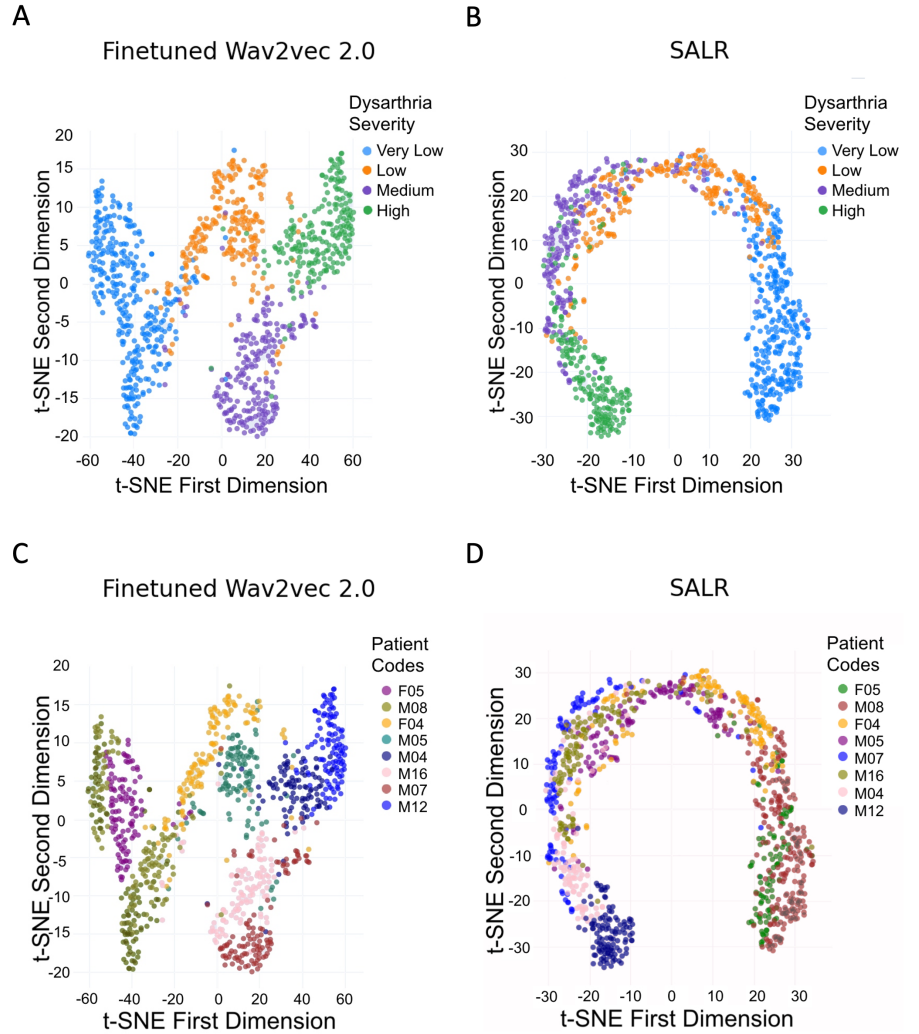 A
Finetuned Wav2vec 2.0
Dysarthria
Severity
Very Low
Low
Medium
High
t-SNE Second Dimension
20
15
10
5
0
-5
-10
-15
-20
-60 -40 -20 0 20 40 60
t-SNE First Dimension
B
SALR
Dysarthria
Severity
Very Low
Low
Medium
High
t-SNE Second Dimension
30
20
10
0
-10
-20
-30
-30 -20 -10 0 10 20 30
t-SNE First Dimension
C
Finetuned Wav2vec 2.0
Patient
Codes
F05
M08
F04
M05
M04
M16
M07
M12
t-SNE, Second Dimension
20
15
10
5
0
-5
-10
-15
-20
-60 -40 -20 0 20 40 60
t-SNE First Dimension
D
SALR
Patient
Codes
F05
M08
F04
M05
M07
M16
M04
M12
t-SNE Second Dimension
30
20
10
0
-10
-20
-30
-30 -20 -10 0 10 20 30
t-SNE First Dimension